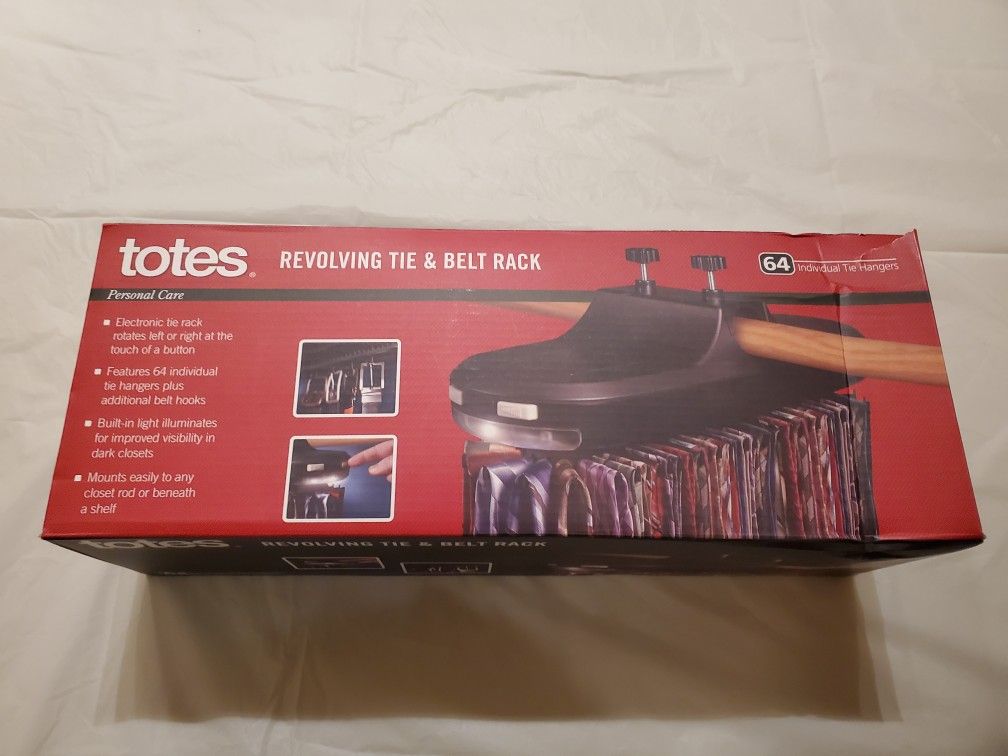 totes®
REVOLVING TIE & BELT RACK
64 Individual Tie Hangers
Personal Care
Electronic tie rack
rotates left or right at the
touch of a button
Features 64 individual
tie hangers plus
additional belt hooks
Built-in light illuminates
for improved visibility in
dark closets
Mounts easily to any
closet rod or beneath
a shelf
totes
REVOLVING TIE & BELT RACK